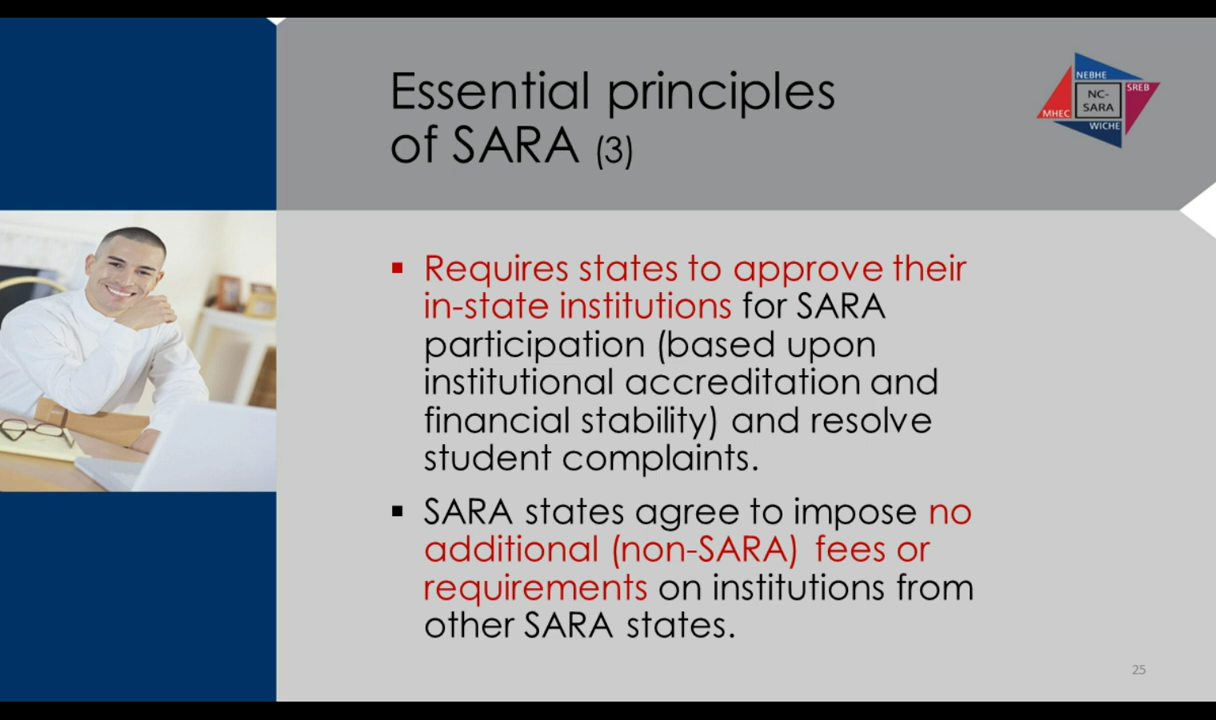 Essential principles
of SARA (3)
NEBHE
SREB
NC-
SARA
MHEC
WICHE
▪ Requires states to approve their
in-state institutions for SARA
participation (based upon
institutional accreditation and
financial stability) and resolve
student complaints.
▪ SARA states agree to impose no
additional (non-SARA) fees or
requirements on institutions from
other SARA states.
25